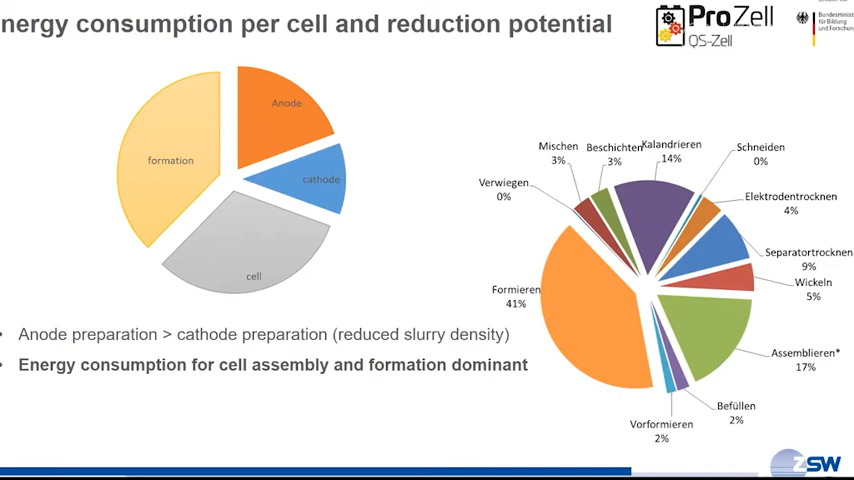 nergy consumption per cell and reduction potential
ProZell
QS-Zell
Bundesminist
für Bildung
und Forschun
Anode
cathode
cell
formation
Mischen
3%
Beschichten
3%
Kalandrieren
14%
Schneiden
0%
Verwiegen
0%
Elektrodentrocknen
4%
Separatortrocknen
9%
Wickeln
5%
Formieren
41%
Assemblieren*
17%
Befüllen
2%
Vorformieren
2%
• Anode preparation > cathode preparation (reduced slurry density)
• Energy consumption for cell assembly and formation dominant
ZSW